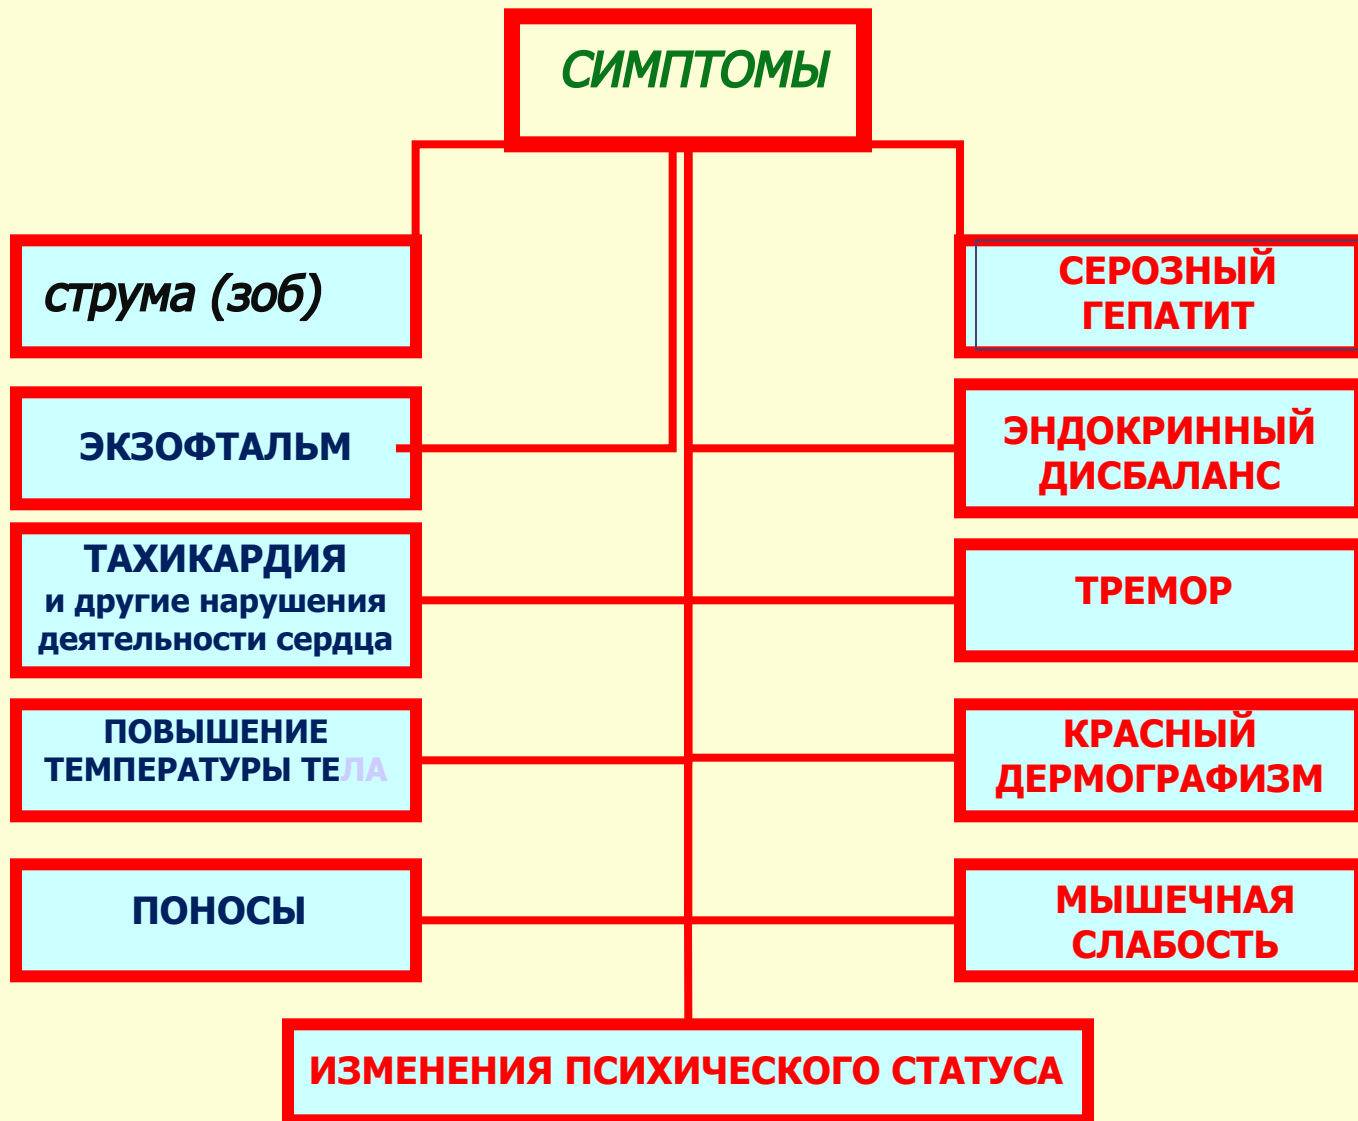 СИМПТОМЫ
струма (зоб)
ЭКЗОФТАЛЬМ
ТАХИКАРДИЯ
и другие нарушения
деятельности сердца
ПОВЫШЕНИЕ
ТЕМПЕРАТУРЫ ТЕЛА
ПОНОСЫ
СЕРОЗНЫЙ
ГЕПАТИТ
ЭНДОКРИННЫЙ
ДИСБАЛАНС
ТРЕМОР
КРАСНЫЙ
ДЕРМОГРАФИЗМ
МЫШЕЧНАЯ
СЛАБОСТЬ
ИЗМЕНЕНИЯ ПСИХИЧЕСКОГО СТАТУСА